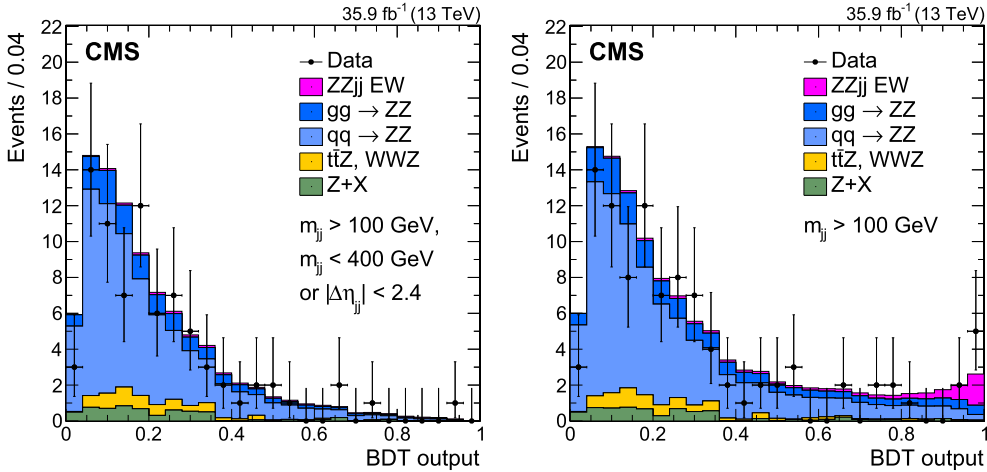 35.9 fb⁻¹ (13 TeV)
Events / 0.04
22
20
18
16
14
12
10
8
6
4
2
0
CMS
Data
ZZjj EW
gg → ZZ
qq → ZZ
tt̄Z, WWZ
Z+X
m_jj > 100 GeV,
m_jj < 400 GeV
or |Δη_jj| < 2.4
0 0.2 0.4 0.6 0.8 1
BDT output
35.9 fb⁻¹ (13 TeV)
Events / 0.04
22
20
18
16
14
12
10
8
6
4
2
0
CMS
Data
ZZjj EW
gg → ZZ
qq → ZZ
tt̄Z, WWZ
Z+X
m_jj > 100 GeV
0 0.2 0.4 0.6 0.8 1
BDT output